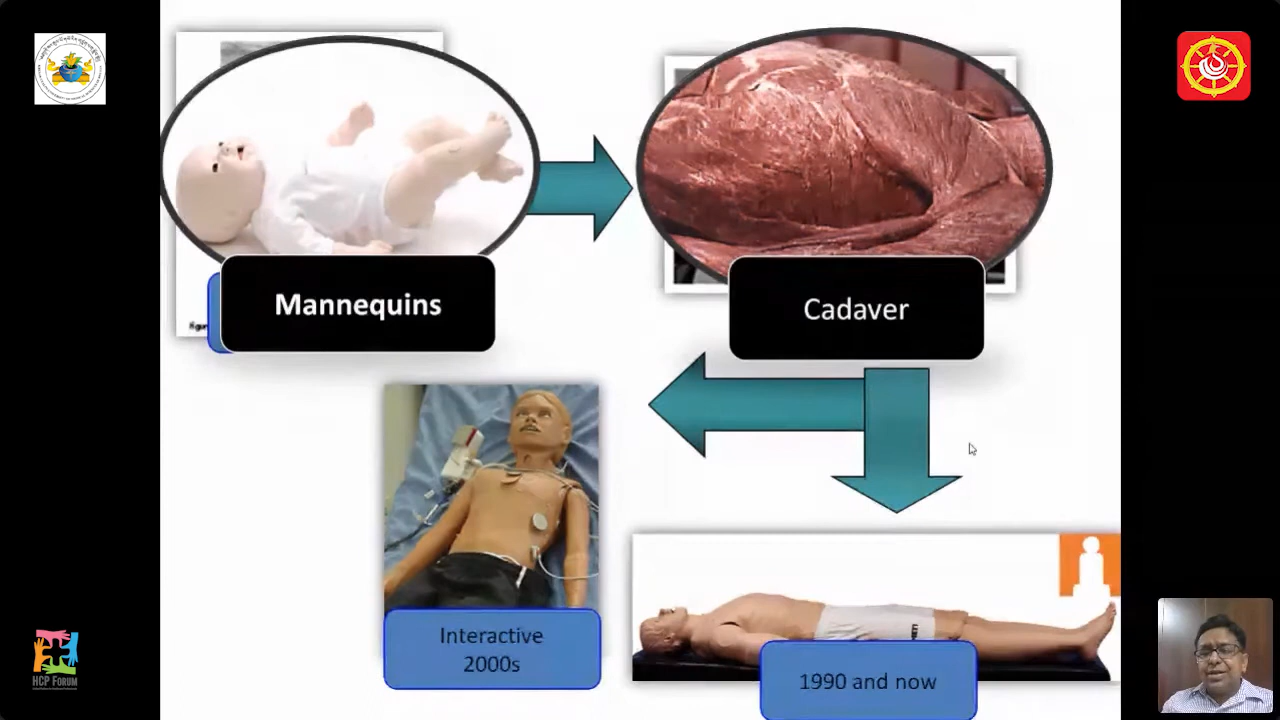 Mannequins
Cadaver
Interactive
2000s
1990 and now
HCP FORUM